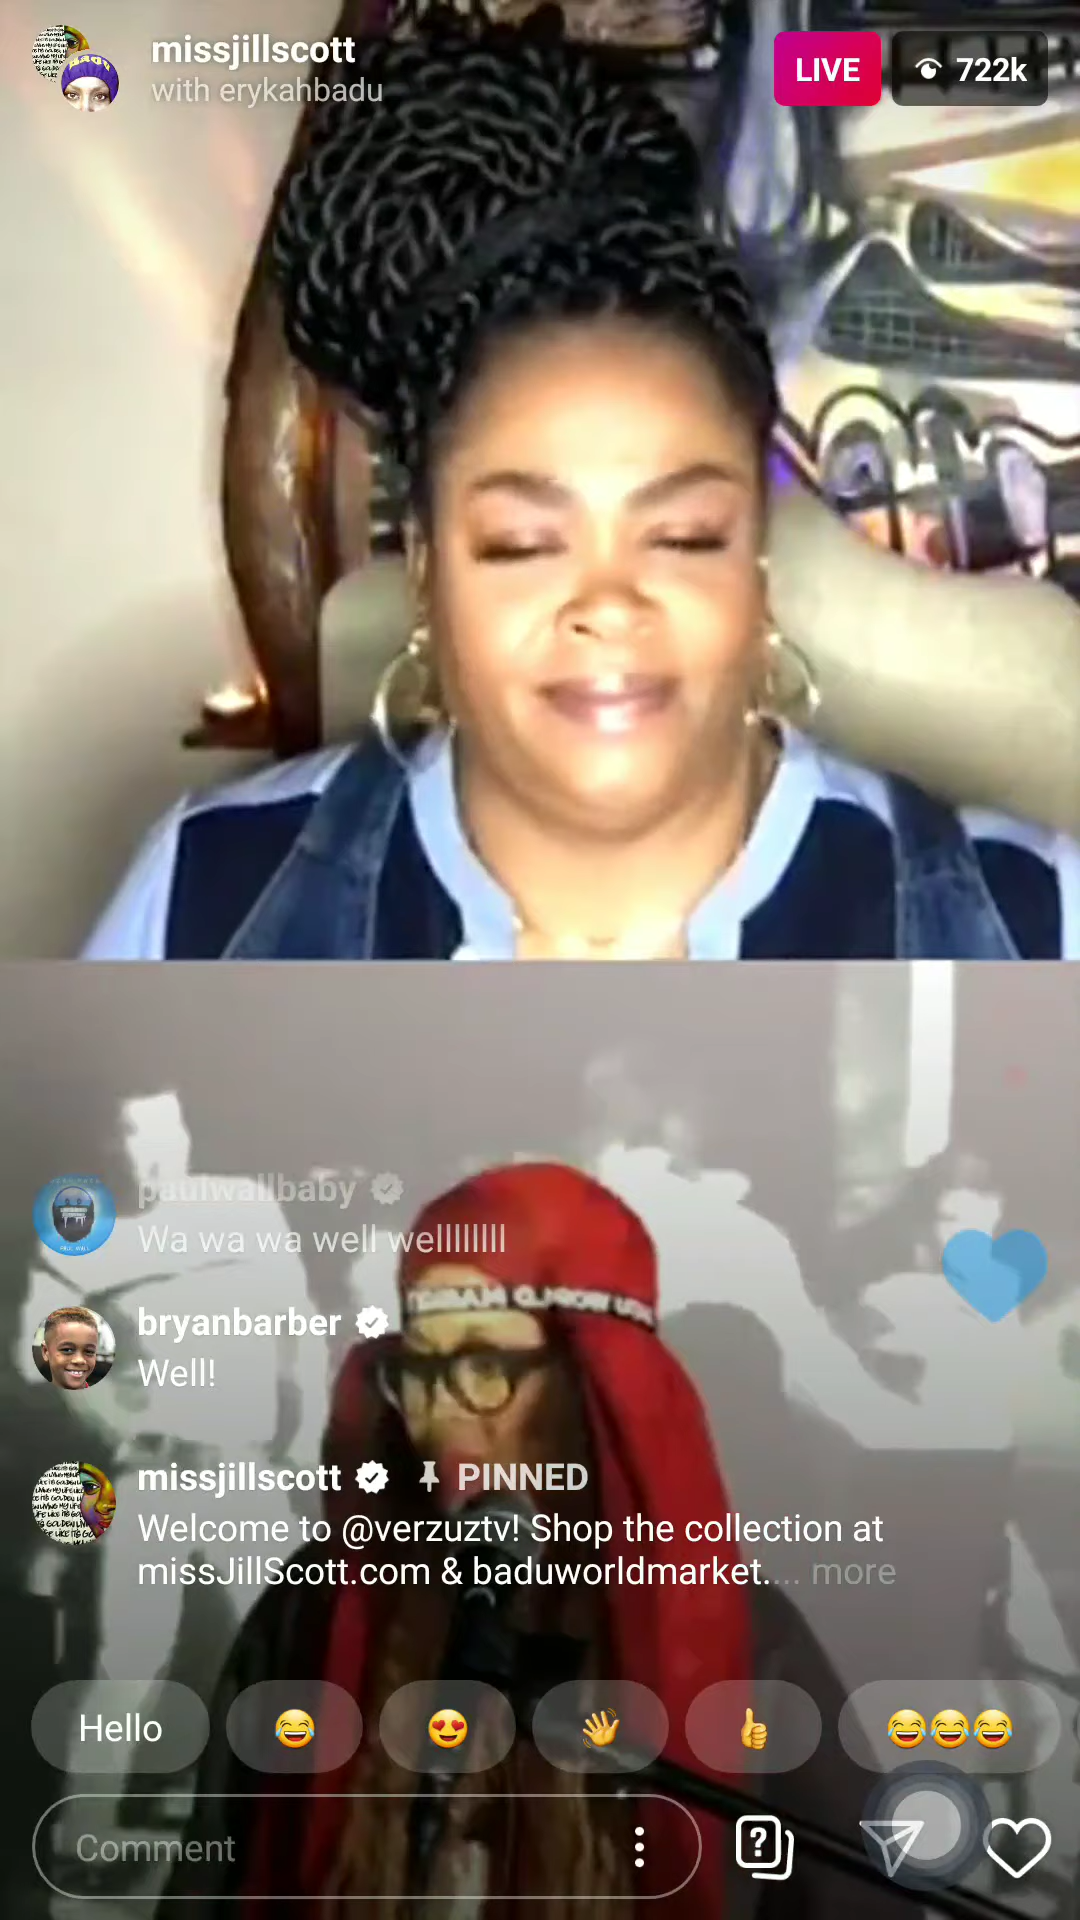 missjillscott
with erykahbadu
LIVE
722k
paulwallbaby
Wa wa wa well wellllllll
bryanbarber
Well!
missjillscott PINNED
Welcome to @verzuztv! Shop the collection at
missJillScott.com & baduworldmarket.... more
Hello
Comment